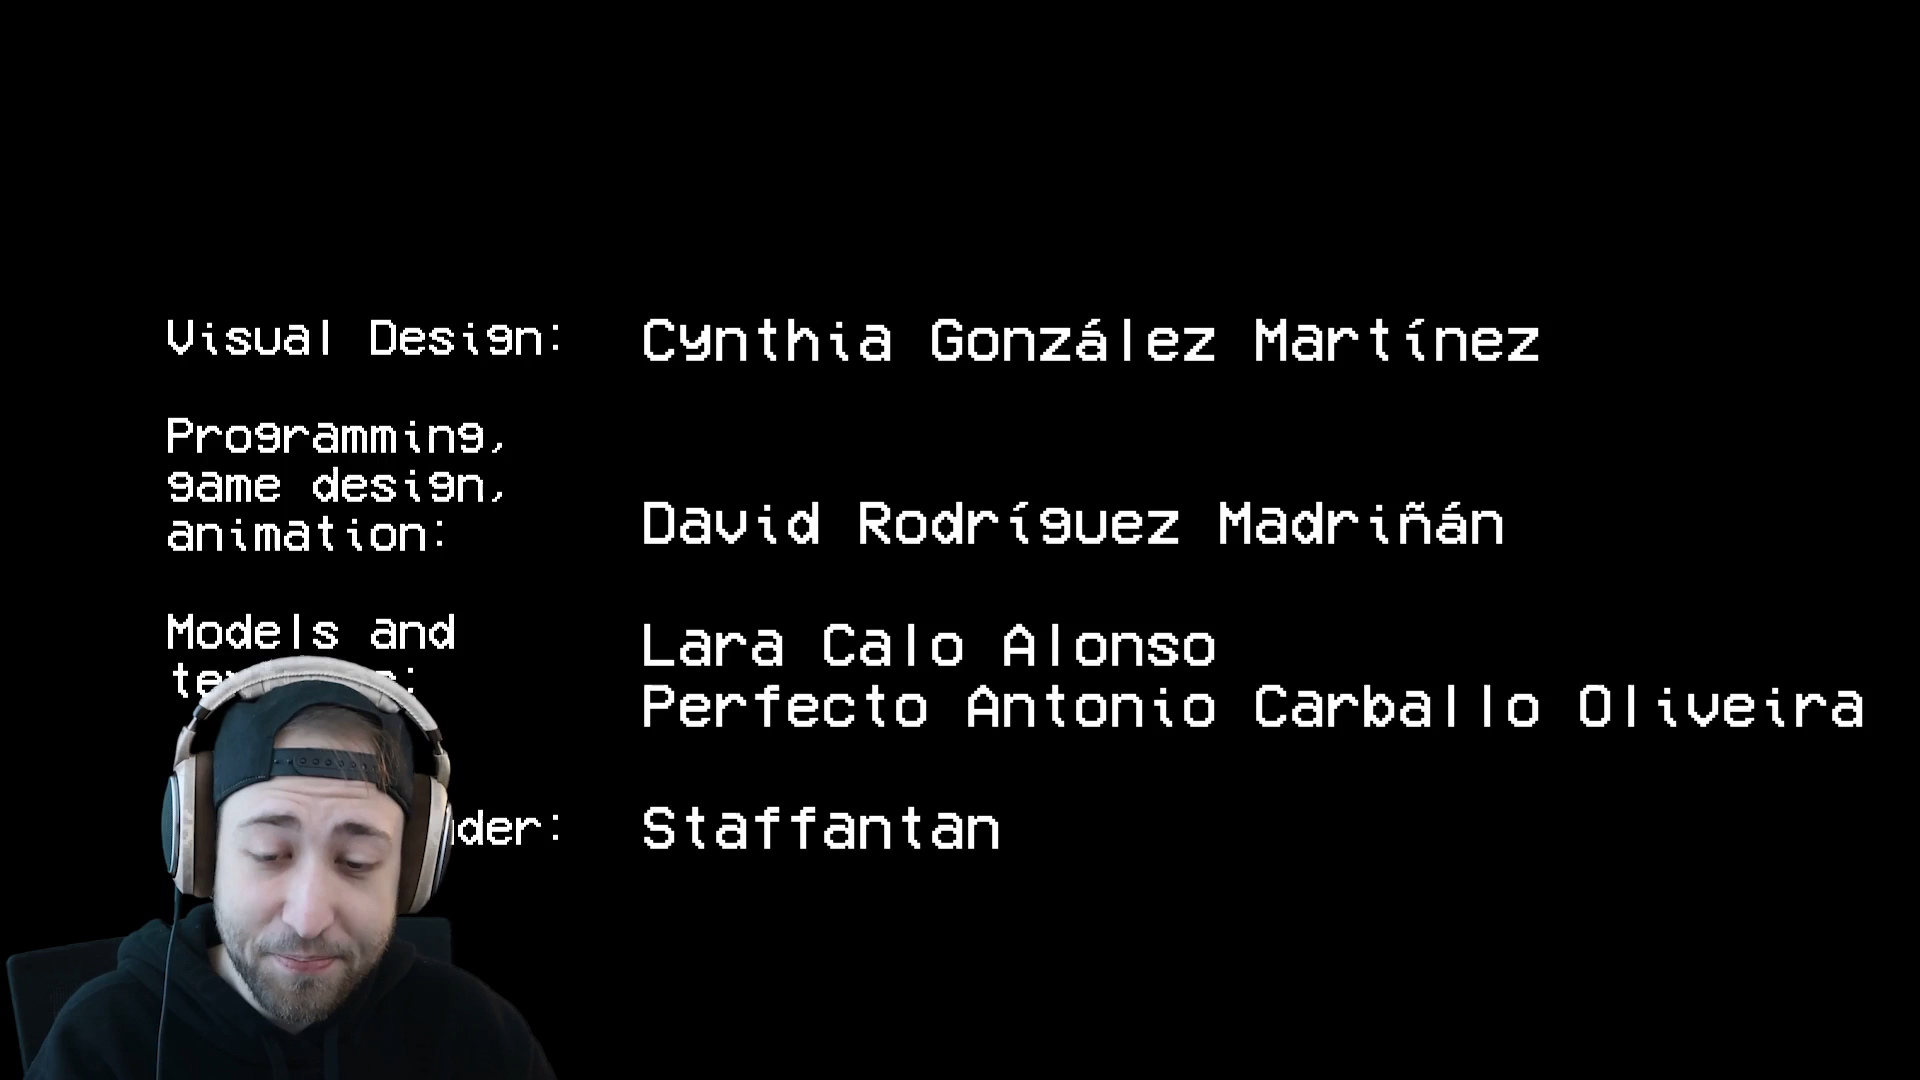 Visual Design: Cynthia González Martínez
Programming,
game design,
animation: David Rodríguez Madriñán
Models and Lara Calo Alonso
Perfecto Antonio Carballo Oliveira
Staffantan